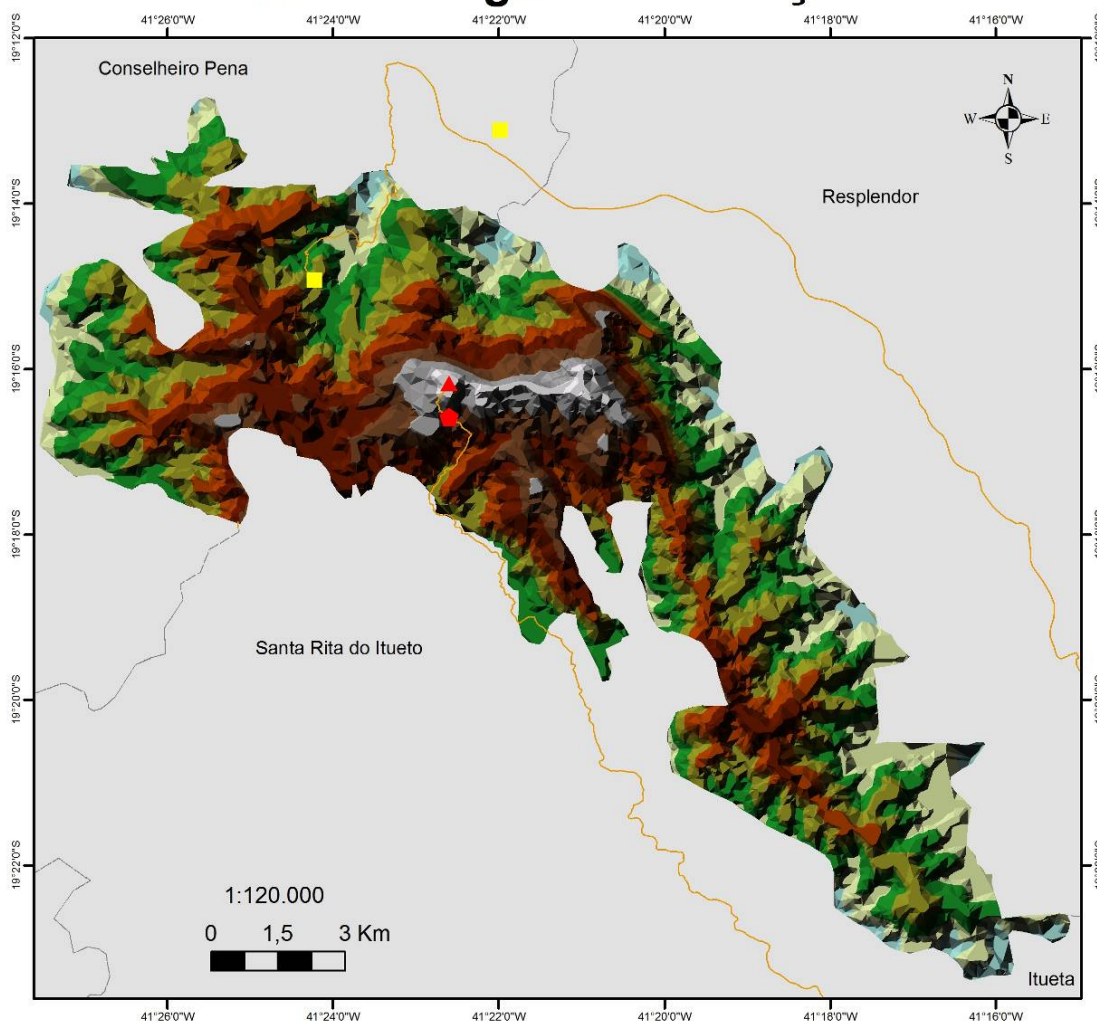 41°26'0"W 41°24'0"W 41°22'0"W 41°20'0"W 41°18'0"W 41°16'0"W
19°12'0"S
Conselheiro Pena
N
W E
S
19°14'0"S
Resplendor
19°16'0"S
19°18'0"S
Santa Rita do Itueto
19°20'0"S
19°22'0"S
1:120.000
0 1,5 3 Km
Itueta
41°26'0"W 41°24'0"W 41°22'0"W 41°20'0"W 41°18'0"W 41°16'0"W